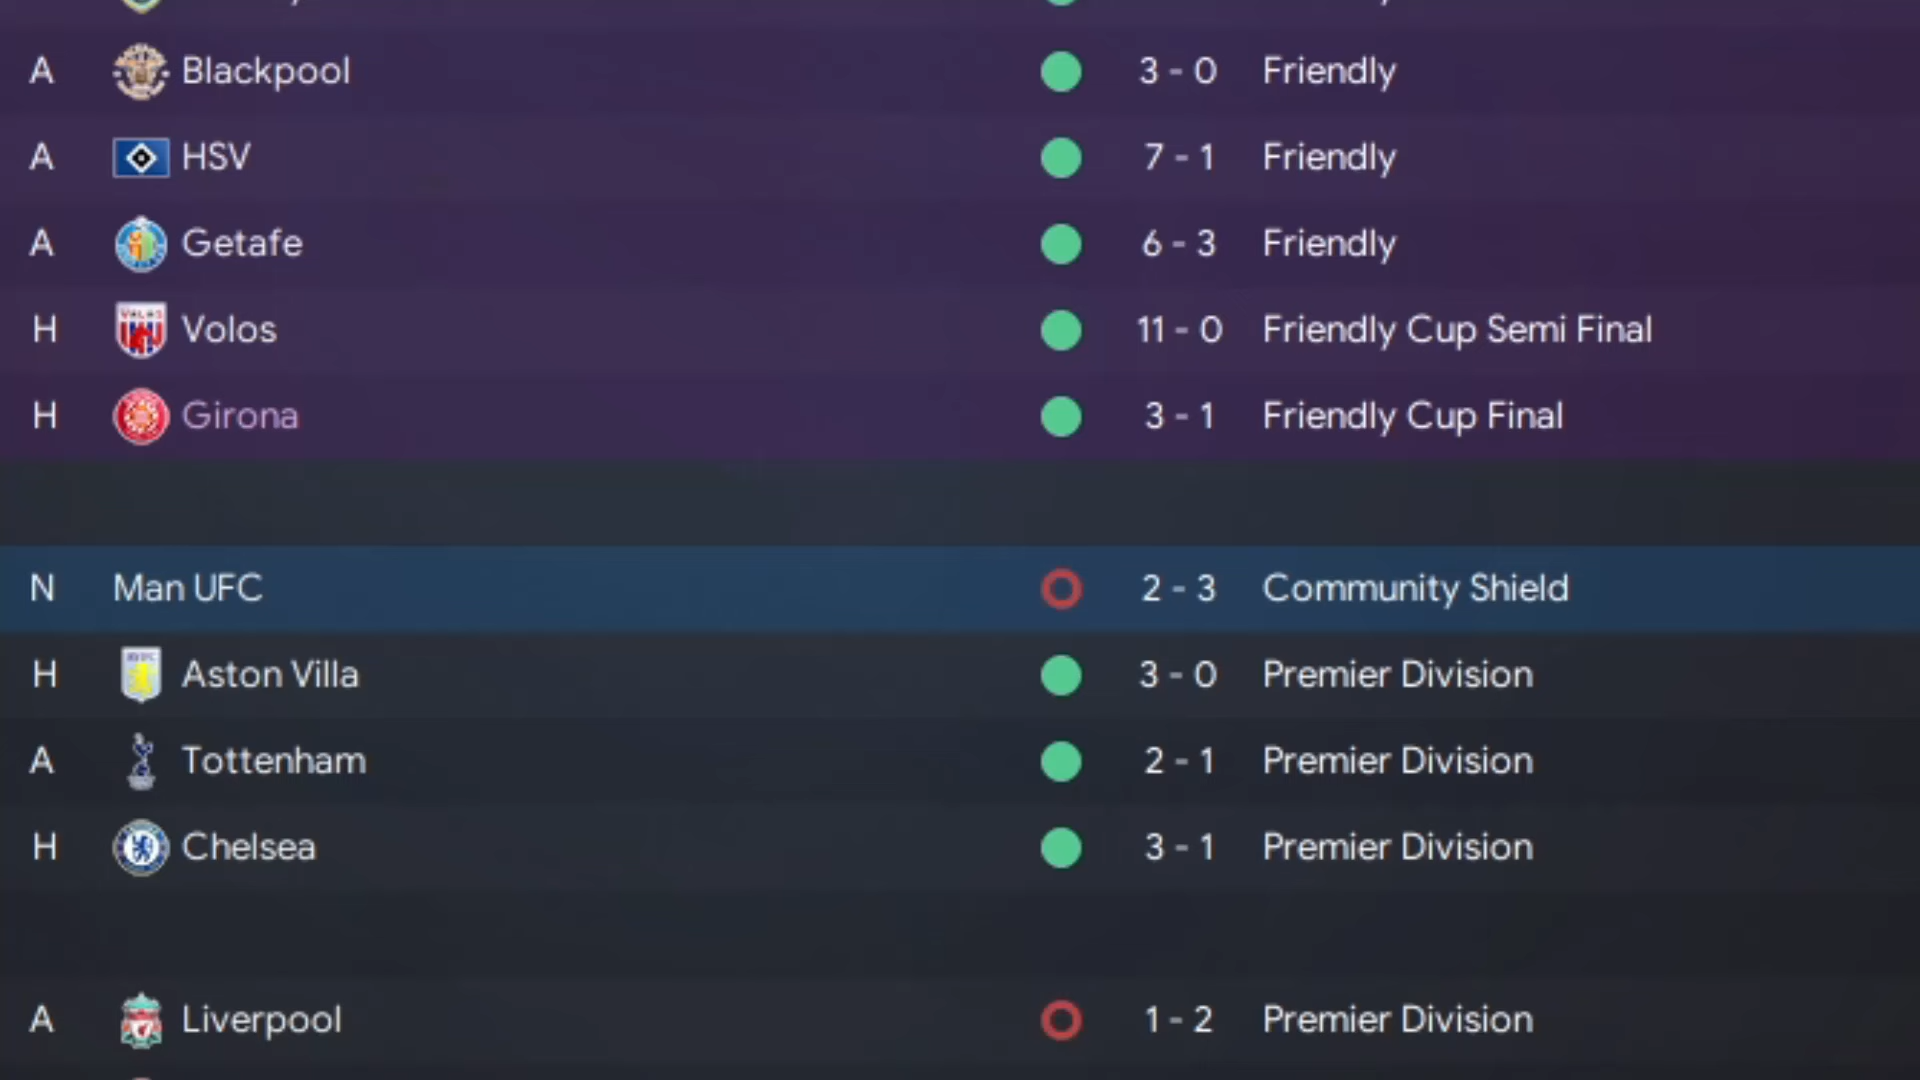 A Blackpool 3 - 0 Friendly
A HSV 7 - 1 Friendly
A Getafe 6 - 3 Friendly
H Volos 11 - 0 Friendly Cup Semi Final
H Girona 3 - 1 Friendly Cup Final
N Man UFC 2 - 3 Community Shield
H Aston Villa 3 - 0 Premier Division
A Tottenham 2 - 1 Premier Division
H Chelsea 3 - 1 Premier Division
A Liverpool 1 - 2 Premier Division